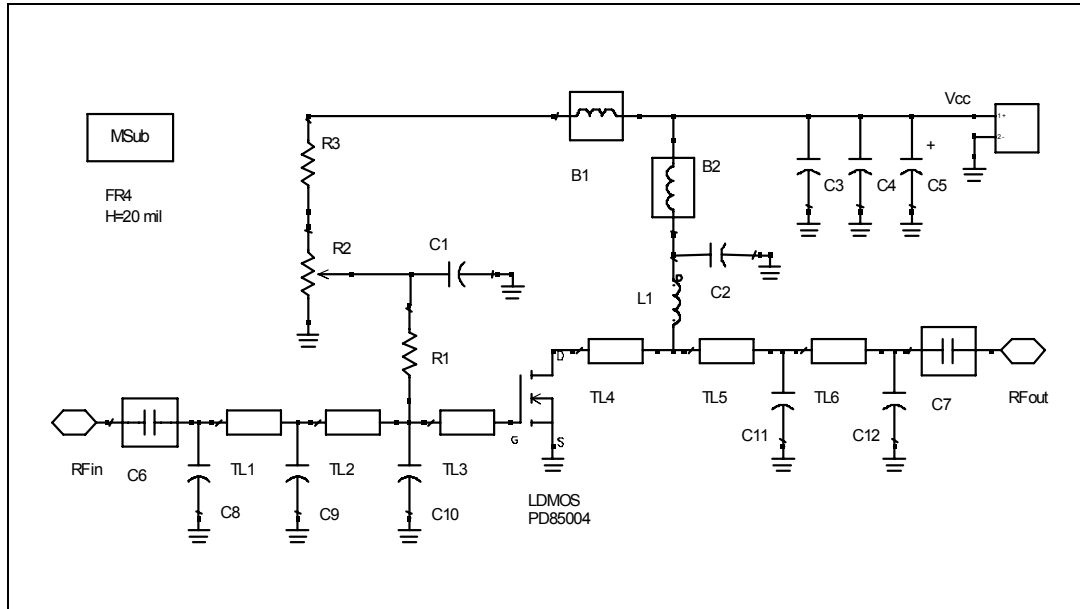 Vcc
1+
2-
MSub
FR4
H=20 mil
R3
B1
B2
C3
C4
+
C5
R2
C1
L1
C2
R1
D
G
S
TL4
TL5
TL6
C7
RFout
C11
C12
RFin
C6
TL1
TL2
TL3
C8
C9
C10
LDMOS
PD85004